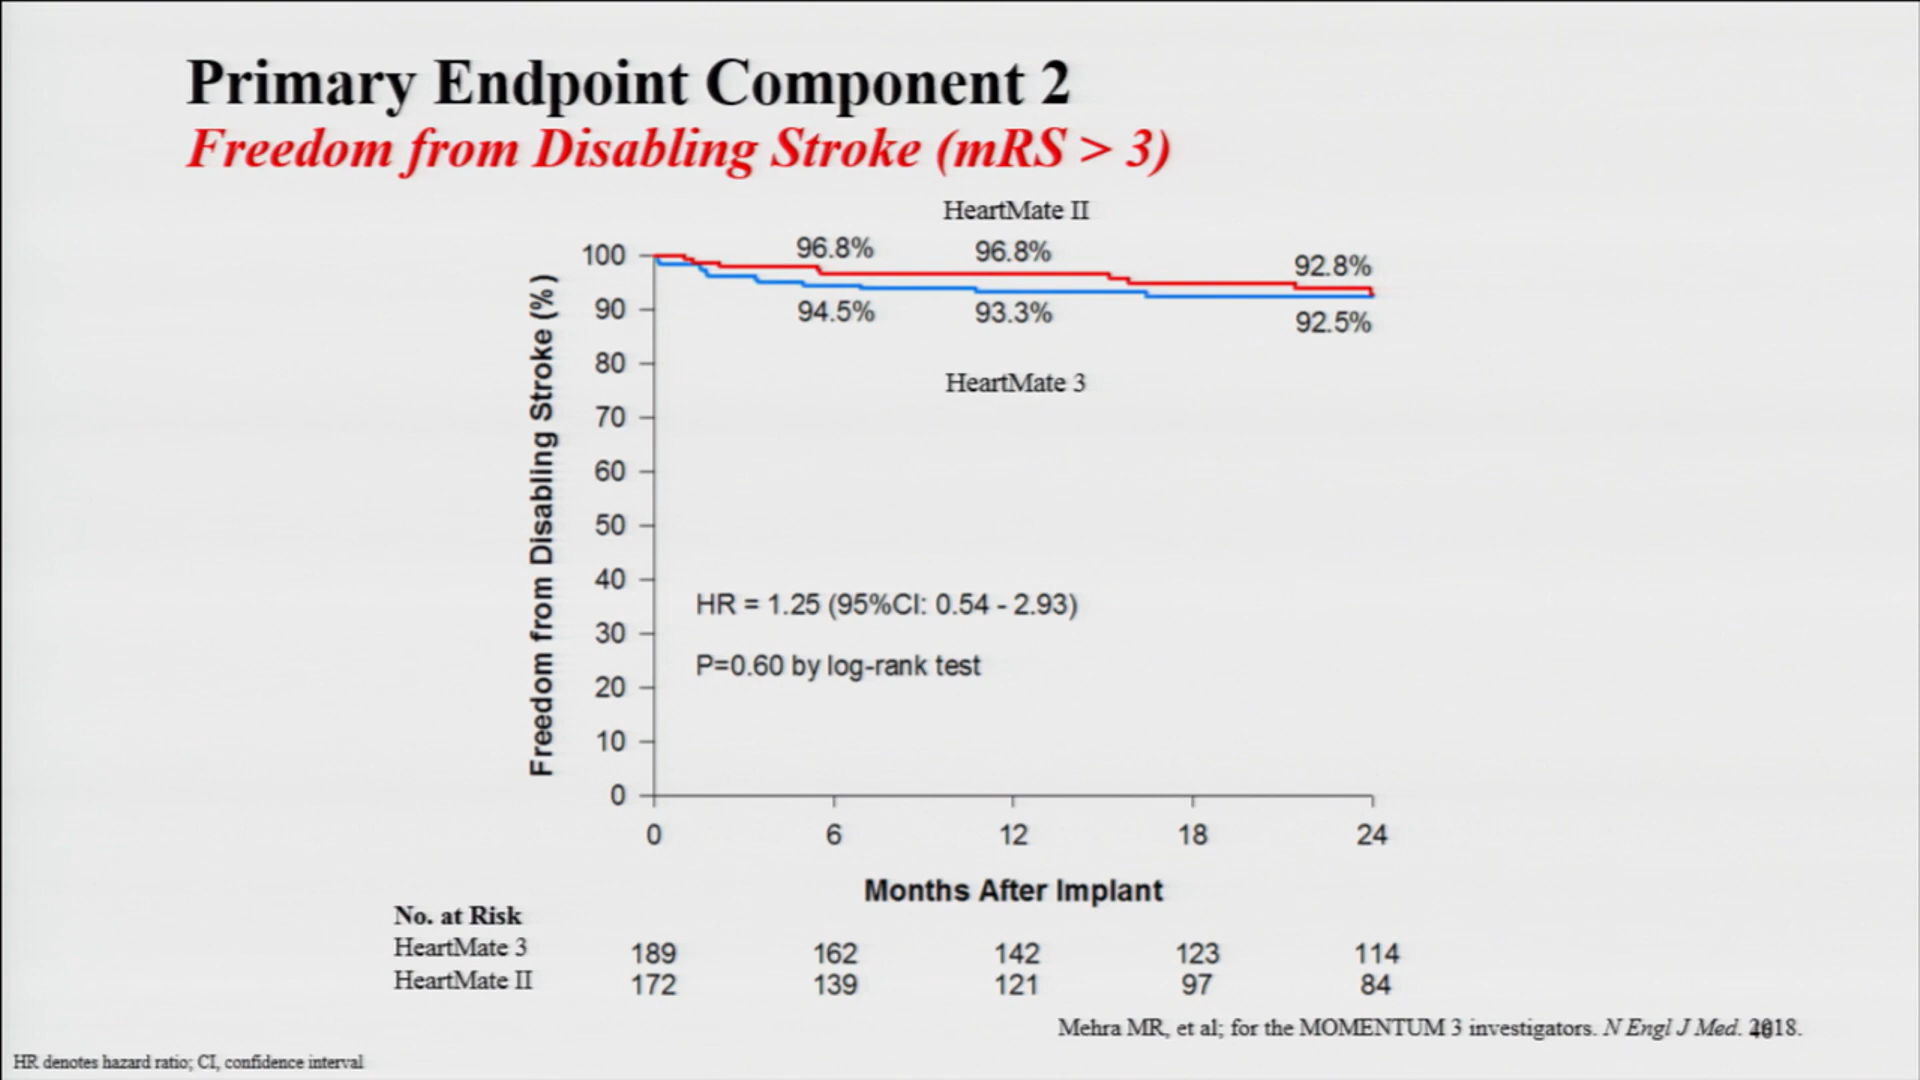 Primary Endpoint Component 2
Freedom from Disabling Stroke (mRS > 3)
HeartMate II
96.8% 96.8% 92.8%
94.5% 93.3% 92.5%
HeartMate 3
Freedom from Disabling Stroke (%)
100
90
80
70
60
50
40
30
20
10
0
HR = 1.25 (95%CI: 0.54 - 2.93)
P=0.60 by log-rank test
0 6 12 18 24
Months After Implant
No. at Risk
HeartMate 3 189 162 142 123 114
HeartMate II 172 139 121 97 84
Mehra MR, et al; for the MOMENTUM 3 investigators. N Engl J Med. 2018.
HR denotes hazard ratio; CI, confidence interval